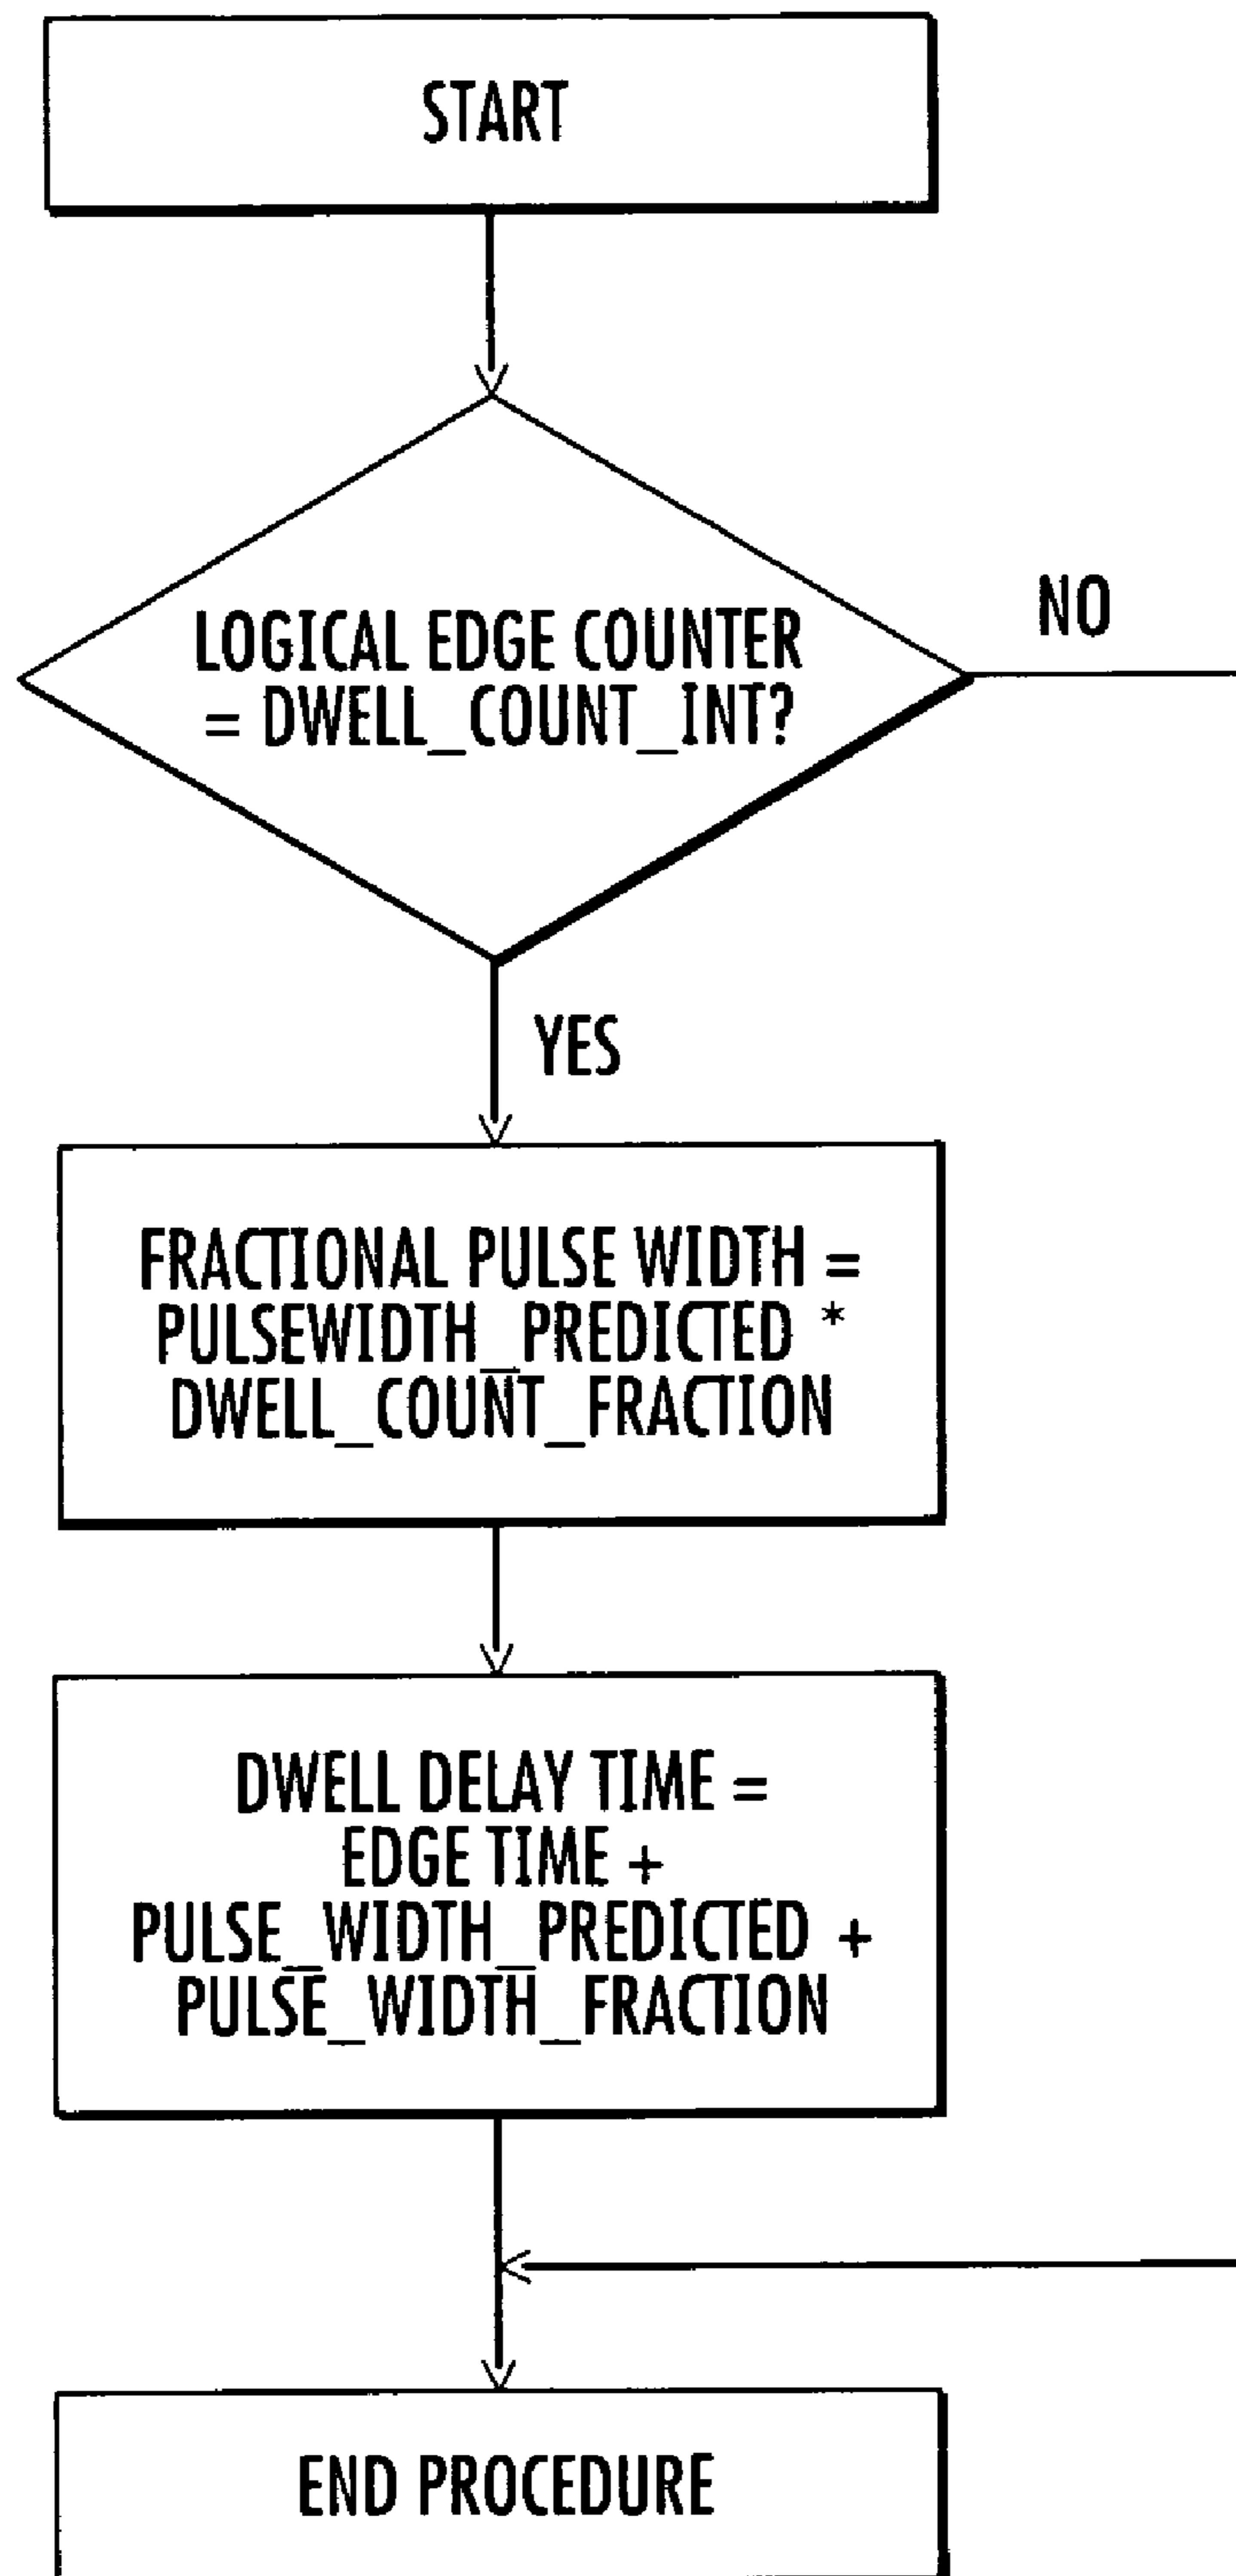 START
LOGICAL EDGE COUNTER
= DWELL_COUNT_INT?
NO
YES
FRACTIONAL PULSE WIDTH =
PULSEWIDTH_PREDICTED *
DWELL_COUNT_FRACTION
DWELL DELAY TIME =
EDGE TIME +
PULSE_WIDTH_PREDICTED +
PULSE_WIDTH_FRACTION
END PROCEDURE